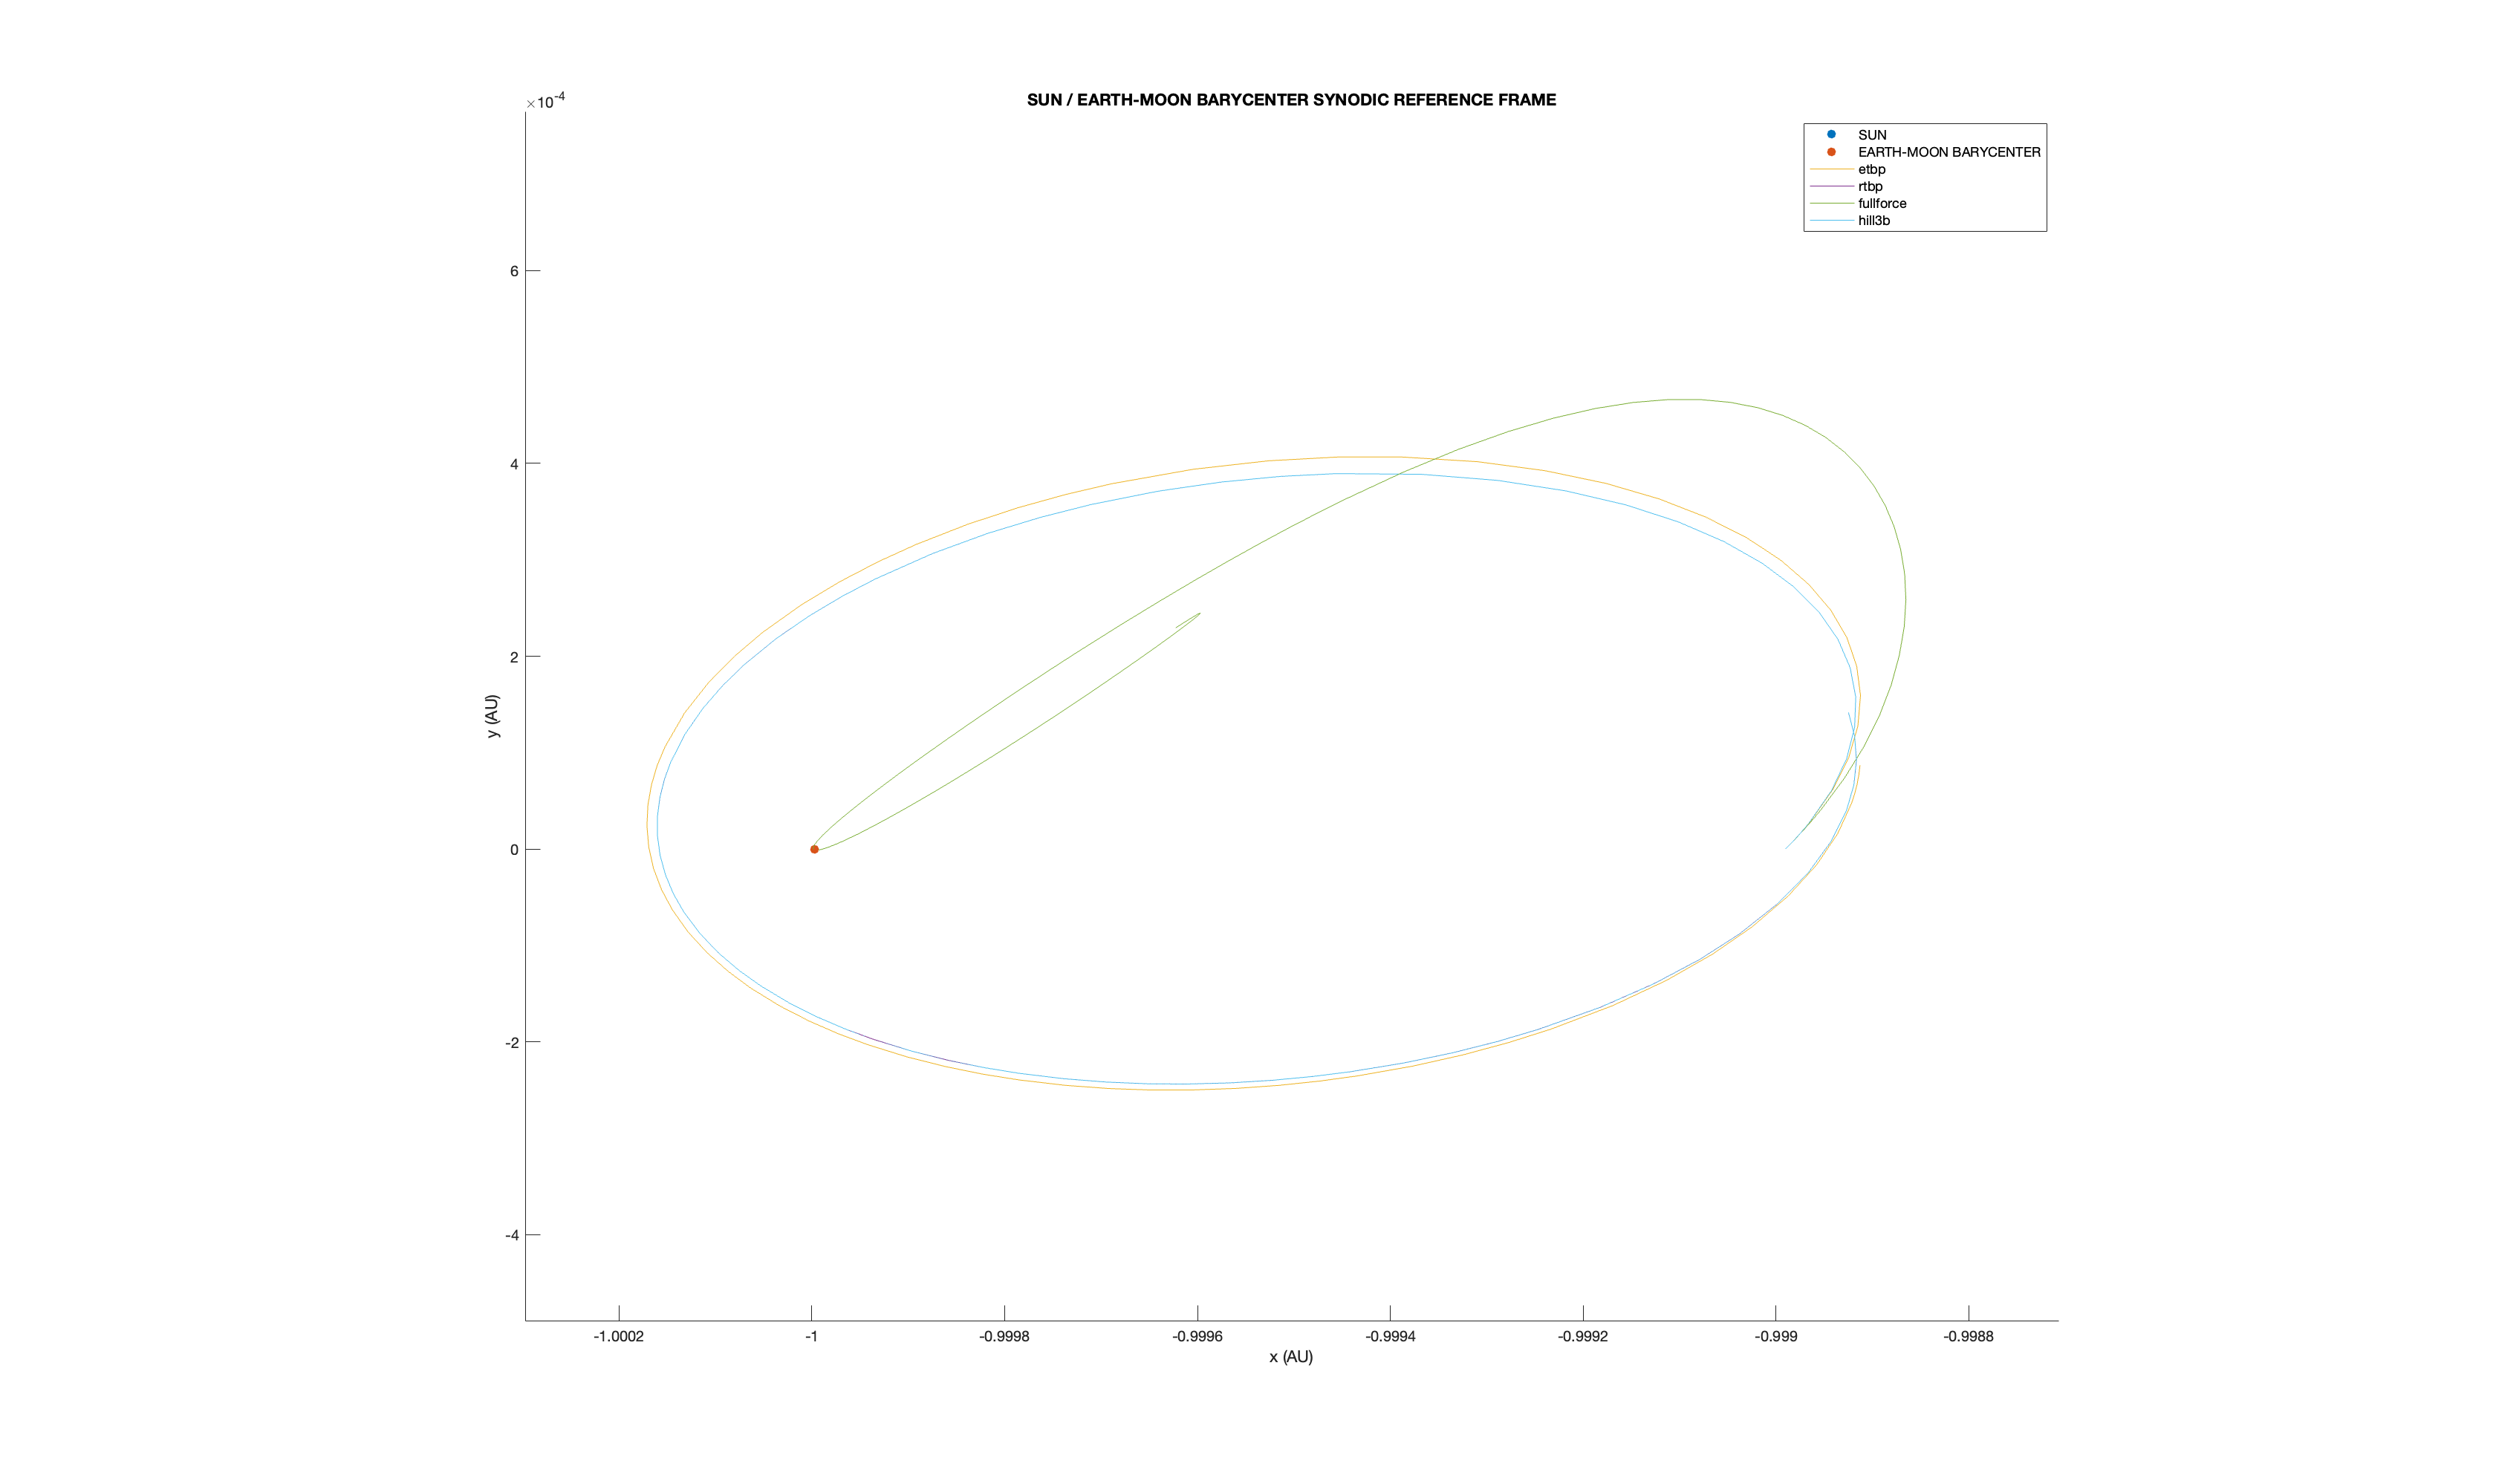 SUN / EARTH-MOON BARYCENTER SYNODIC REFERENCE FRAME
×10-4
SUN
EARTH-MOON BARYCENTER
etbp
rtbp
fullforce
hill3b
6
4
2
0
-2
-4
y (AU)
-1.0002 -1 -0.9998 -0.9996 -0.9994 -0.9992 -0.999 -0.9988
x (AU)